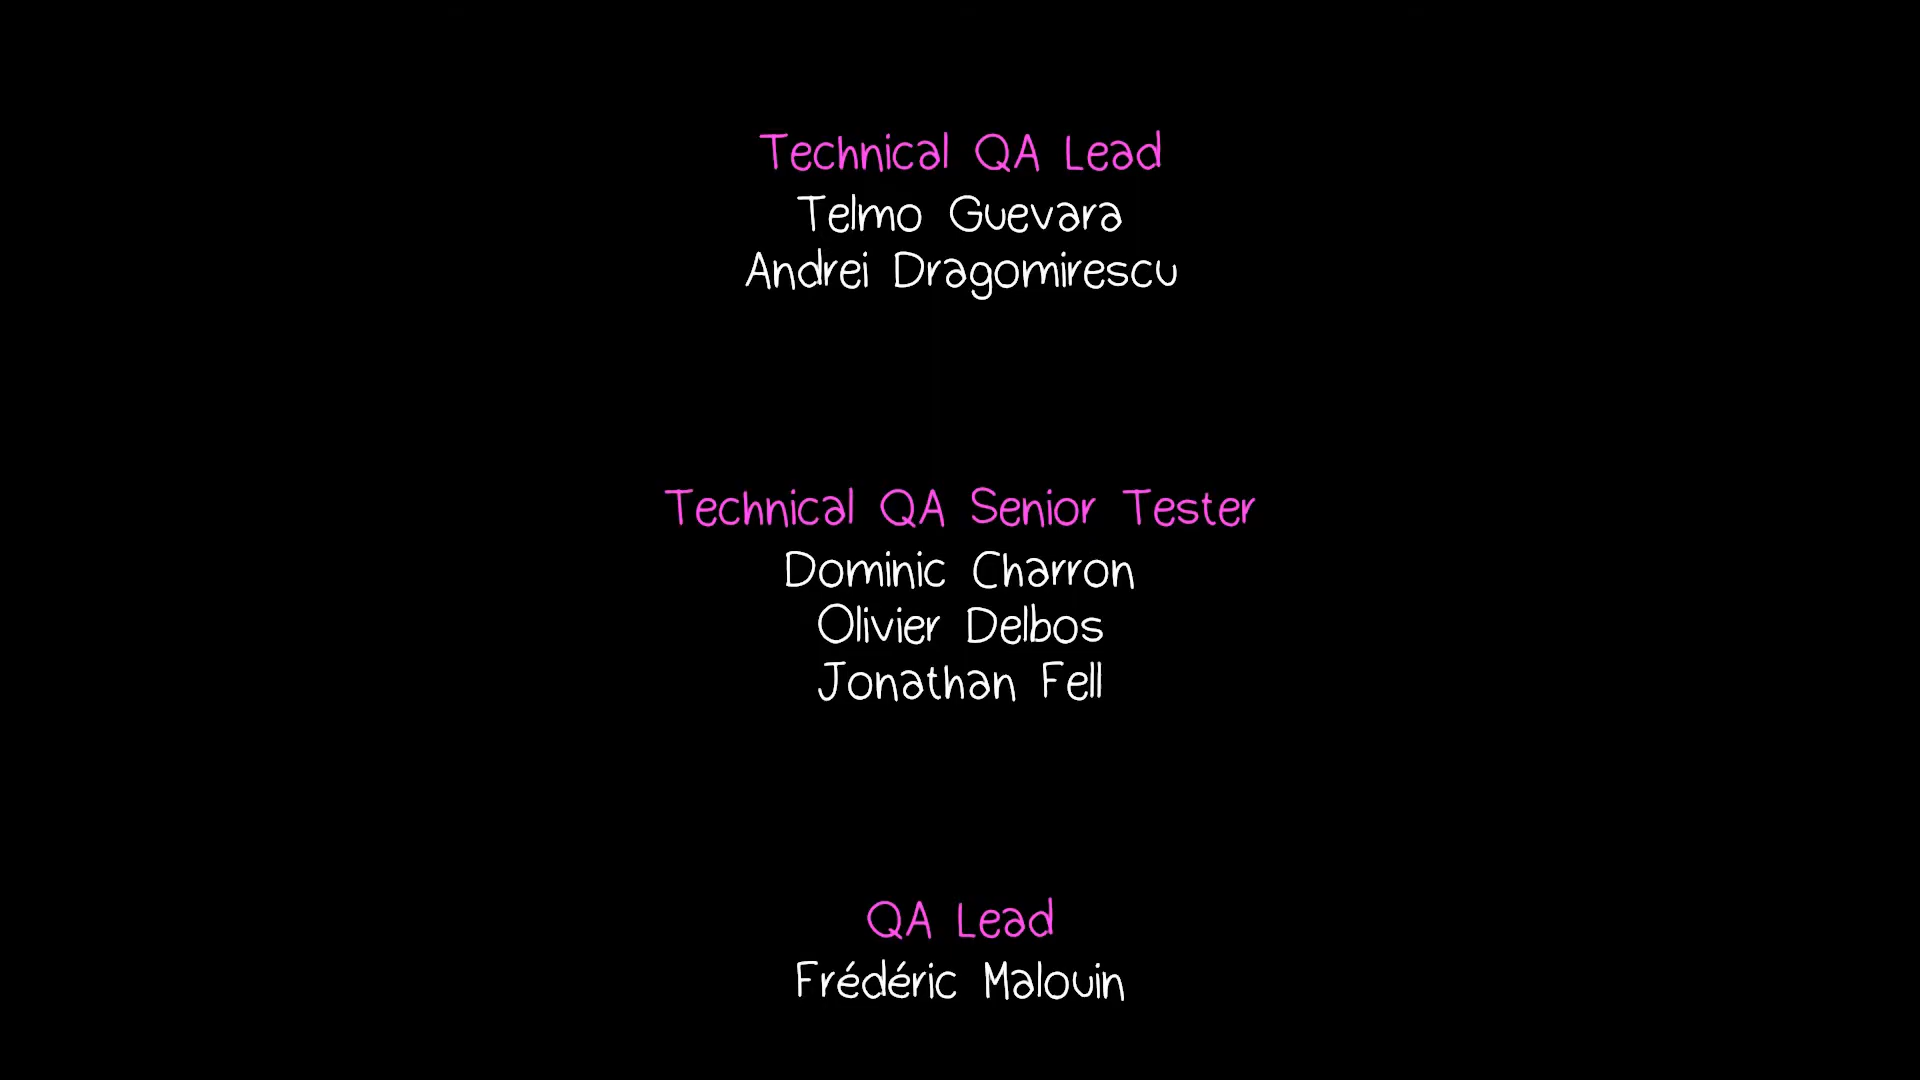 Technical QA Lead
Telmo Guevara
Andrei Dragomirescu
Technical QA Senior Tester
Dominic Charron
Olivier Delbos
Jonathan Fell
QA Lead
Frédéric Malouin